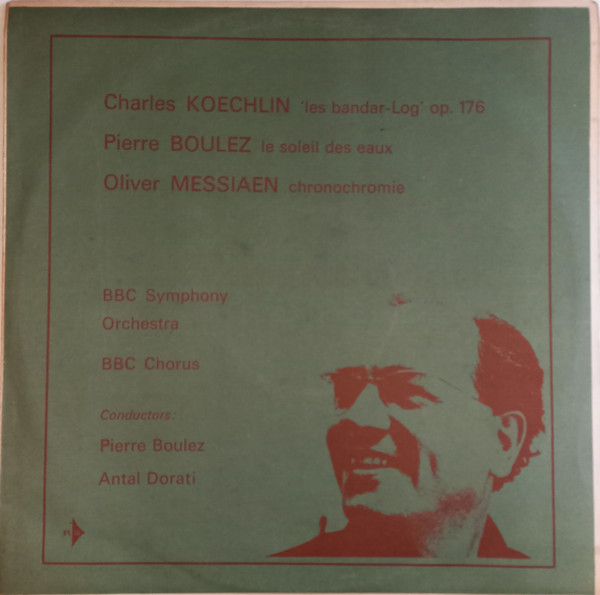 Charles KOECHLIN 'les bandar-Log' op. 176
Pierre BOULEZ le soleil des eaux
Oliver MESSIAEN chronochromie
BBC Symphony
Orchestra
BBC Chorus
Conductors:
Pierre Boulez
Antal Dorati